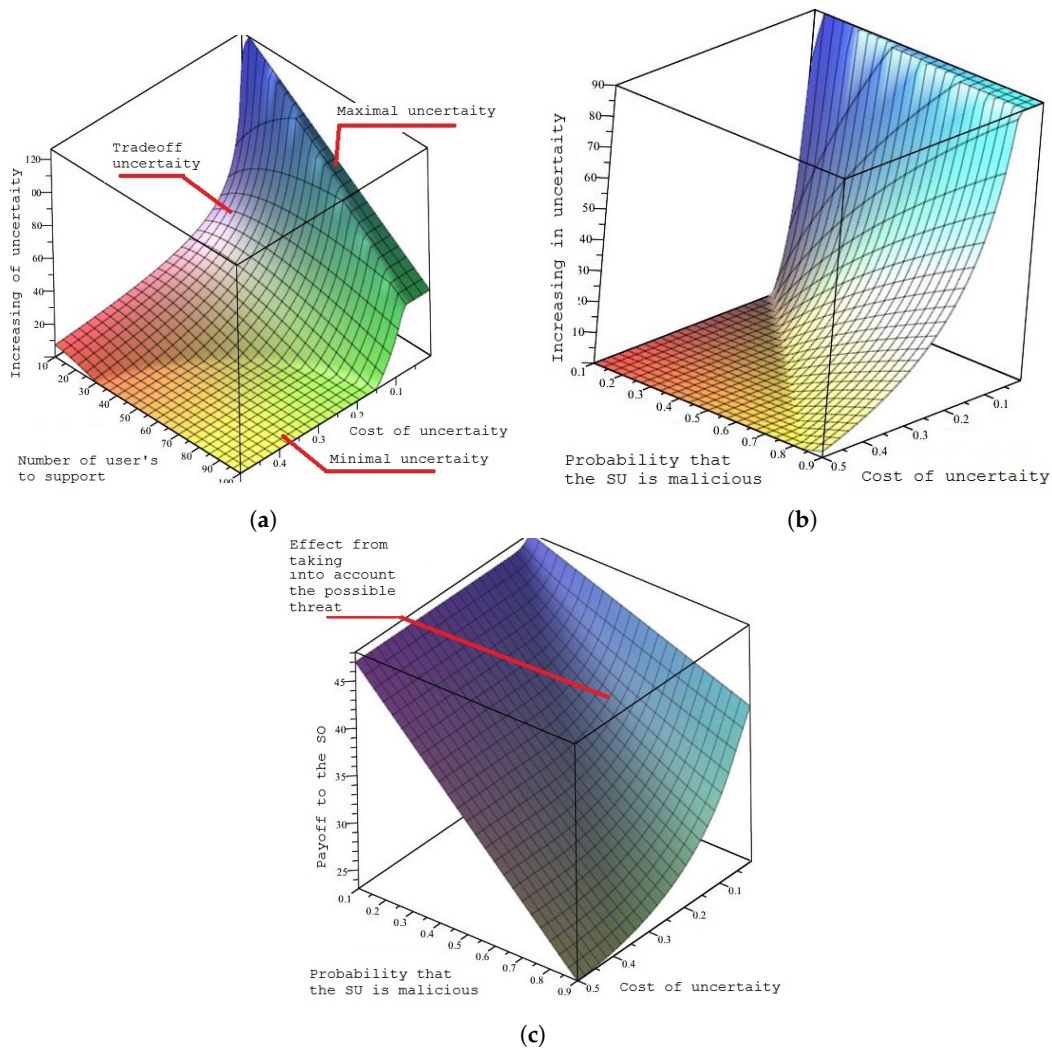 Maximal uncertaity
Tradeoff
uncertaity
Increasing of uncertaity
120
00
80
60
40
20
10
20
30
40
50
60
70
80
90
100
0.1
0.2
0.3
0.4
Cost of uncertaity
Minimal uncertaity
Number of user's
to support
(a)
Increasing in uncertaity
90
80
70
60
50
40
30
20
10
0.1
0.2
0.3
0.4
0.5
0.6
0.7
0.8
0.9
0.5
0.4
0.3
0.2
0.1
Probability that
the SU is malicious
Cost of uncertaity
(b)
Effect from
taking
into account
the possible
threat
Payoff to the SO
45
40
35
30
25
0.1
0.2
0.3
0.4
0.5
0.6
0.7
0.8
0.9
0.5
0.4
0.3
0.2
0.1
Probability that
the SU is malicious
Cost of uncertaity
(c)